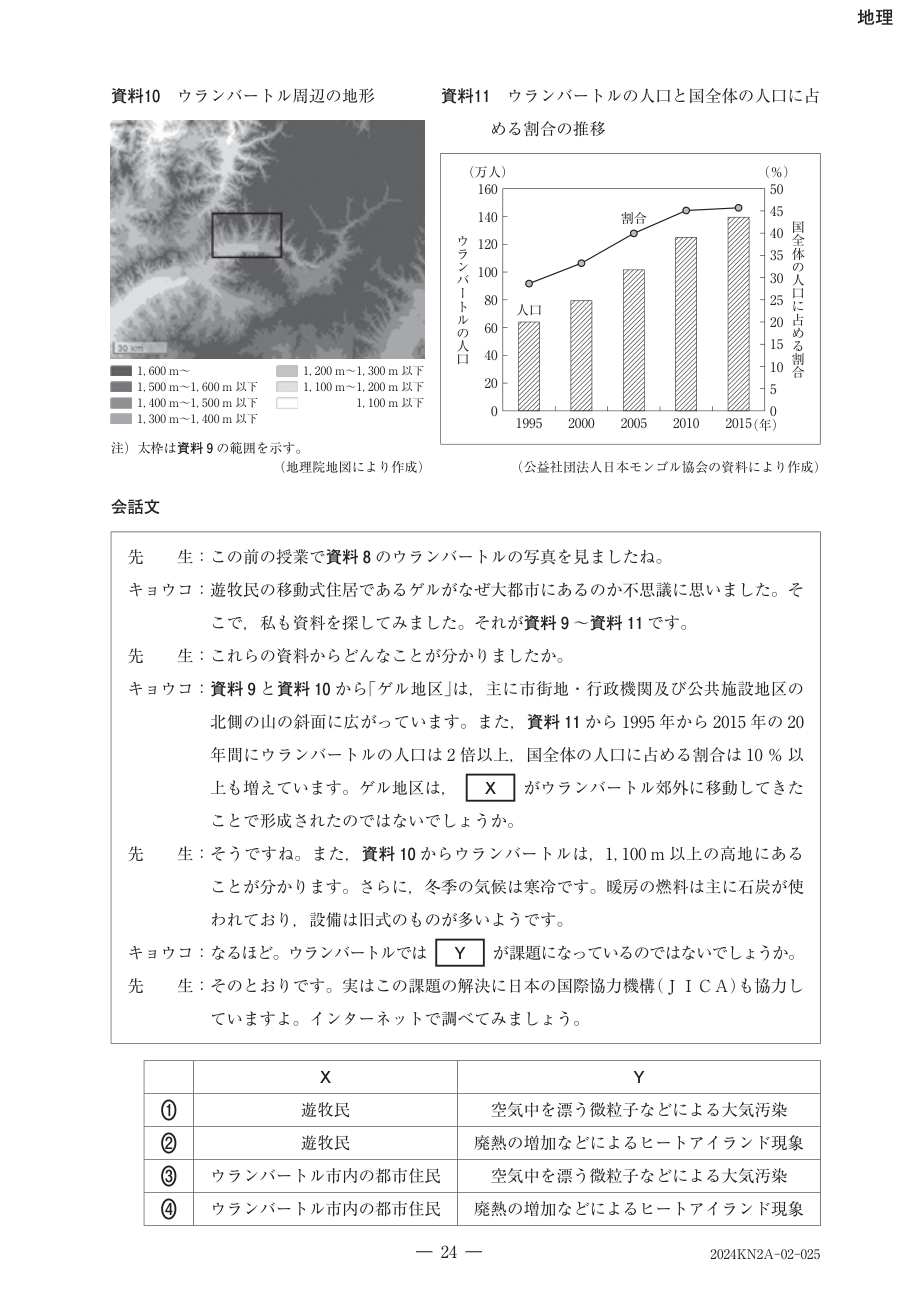 地理
資料10 ウランバートル周辺の地形
30 km
1,600 m~
1,500 m~1,600 m 以下
1,400 m~1,500 m 以下
1,300 m~1,400 m 以下
1,200 m~1,300 m 以下
1,100 m~1,200 m 以下
1,100 m 以下
注) 太枠は資料9の範囲を示す。
(地理院地図により作成)
資料11 ウランバートルの人口と国全体の人口に占
める割合の推移
(万人)
(%)
160
140
120
100
80
60
40
20
0
ウランバートルの人口
割合
人口
50
45
40
35
30
25
20
15
10
5
0
国全体の人口に占める割合
1995 2000 2005 2010 2015(年)
(公益社団法人日本モンゴル協会の資料により作成)
会話文
先 生:この前の授業で資料8のウランバートルの写真を見ましたね。
キョウコ:遊牧民の移動式住居であるゲルがなぜ大都市にあるのか不思議に思いました。そ
こで,私も資料を探してみました。それが資料9~資料11です。
先 生:これらの資料からどんなことが分かりましたか。
キョウコ:資料9と資料10から「ゲル地区」は,主に市街地・行政機関及び公共施設地区の
北側の山の斜面に広がっています。また,資料11から1995年から2015年の20
年間にウランバートルの人口は2倍以上,国全体の人口に占める割合は10%以
上も増えています。ゲル地区は, X がウランバートル郊外に移動してきた
ことで形成されたのではないでしょうか。
先 生:そうですね。また,資料10からウランバートルは,1,100 m以上の高地にある
ことが分かります。さらに,冬季の気候は寒冷です。暖房の燃料は主に石炭が使
われており,設備は旧式のものが多いようです。
キョウコ:なるほど。ウランバートルでは Y が課題になっているのではないでしょうか。
先 生:そのとおりです。実はこの課題の解決に日本の国際協力機構(JICA)も協力し
ていますよ。インターネットで調べてみましょう。
X Y
① 遊牧民 空気中を漂う微粒子などによる大気汚染
② 遊牧民 廃熱の増加などによるヒートアイランド現象
③ ウランバートル市内の都市住民 空気中を漂う微粒子などによる大気汚染
④ ウランバートル市内の都市住民 廃熱の増加などによるヒートアイランド現象
— 24 —
2024KN2A-02-025